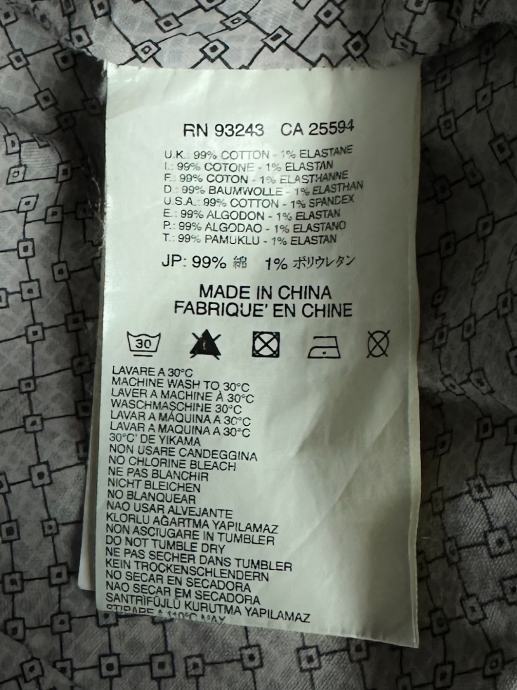 RN 93243 CA 25594
U.K.: 99% COTTON - 1% ELASTANE
I.: 99% COTONE - 1% ELASTAN
F.: 99% COTON - 1% ELASTHANNE
D.: 99% BAUMWOLLE - 1% ELASTHAN
U.S.A.: 99% COTTON - 1% SPANDEX
E.: 99% ALGODON - 1% ELASTAN
P.: 99% ALGODAO - 1% ELASTANO
T.: 99% PAMUKLU - 1% ELASTAN
JP: 99% 綿 1% ポリウレタン
MADE IN CHINA
FABRIQUE' EN CHINE
30
LAVARE A 30°C
MACHINE WASH TO 30°C
LAVER A MACHINE À 30°C
WASCHMASCHINE 30°C
LAVAR A MÁQUINA A 30°C
LAVAR A MAQUINA A 30°C
30°C' DE YIKAMA
NON USARE CANDEGGINA
NO CHLORINE BLEACH
NE PAS BLANCHIR
NICHT BLEICHEN
NO BLANQUEAR
NAO USAR ALVEJANTE
KLORLU AGARTMA YAPILAMAZ
NON ASCIUGARE IN TUMBLER
DO NOT TUMBLE DRY
NE PAS SECHER DANS TUMBLER
KEIN TROCKENSCHLENDERN
NO SECAR EN SECADORA
NAO SECAR EM SECADORA
SANTRIFÜJLÜ KURUTMA YAPILAMAZ
STIRARE A 110°C MAX